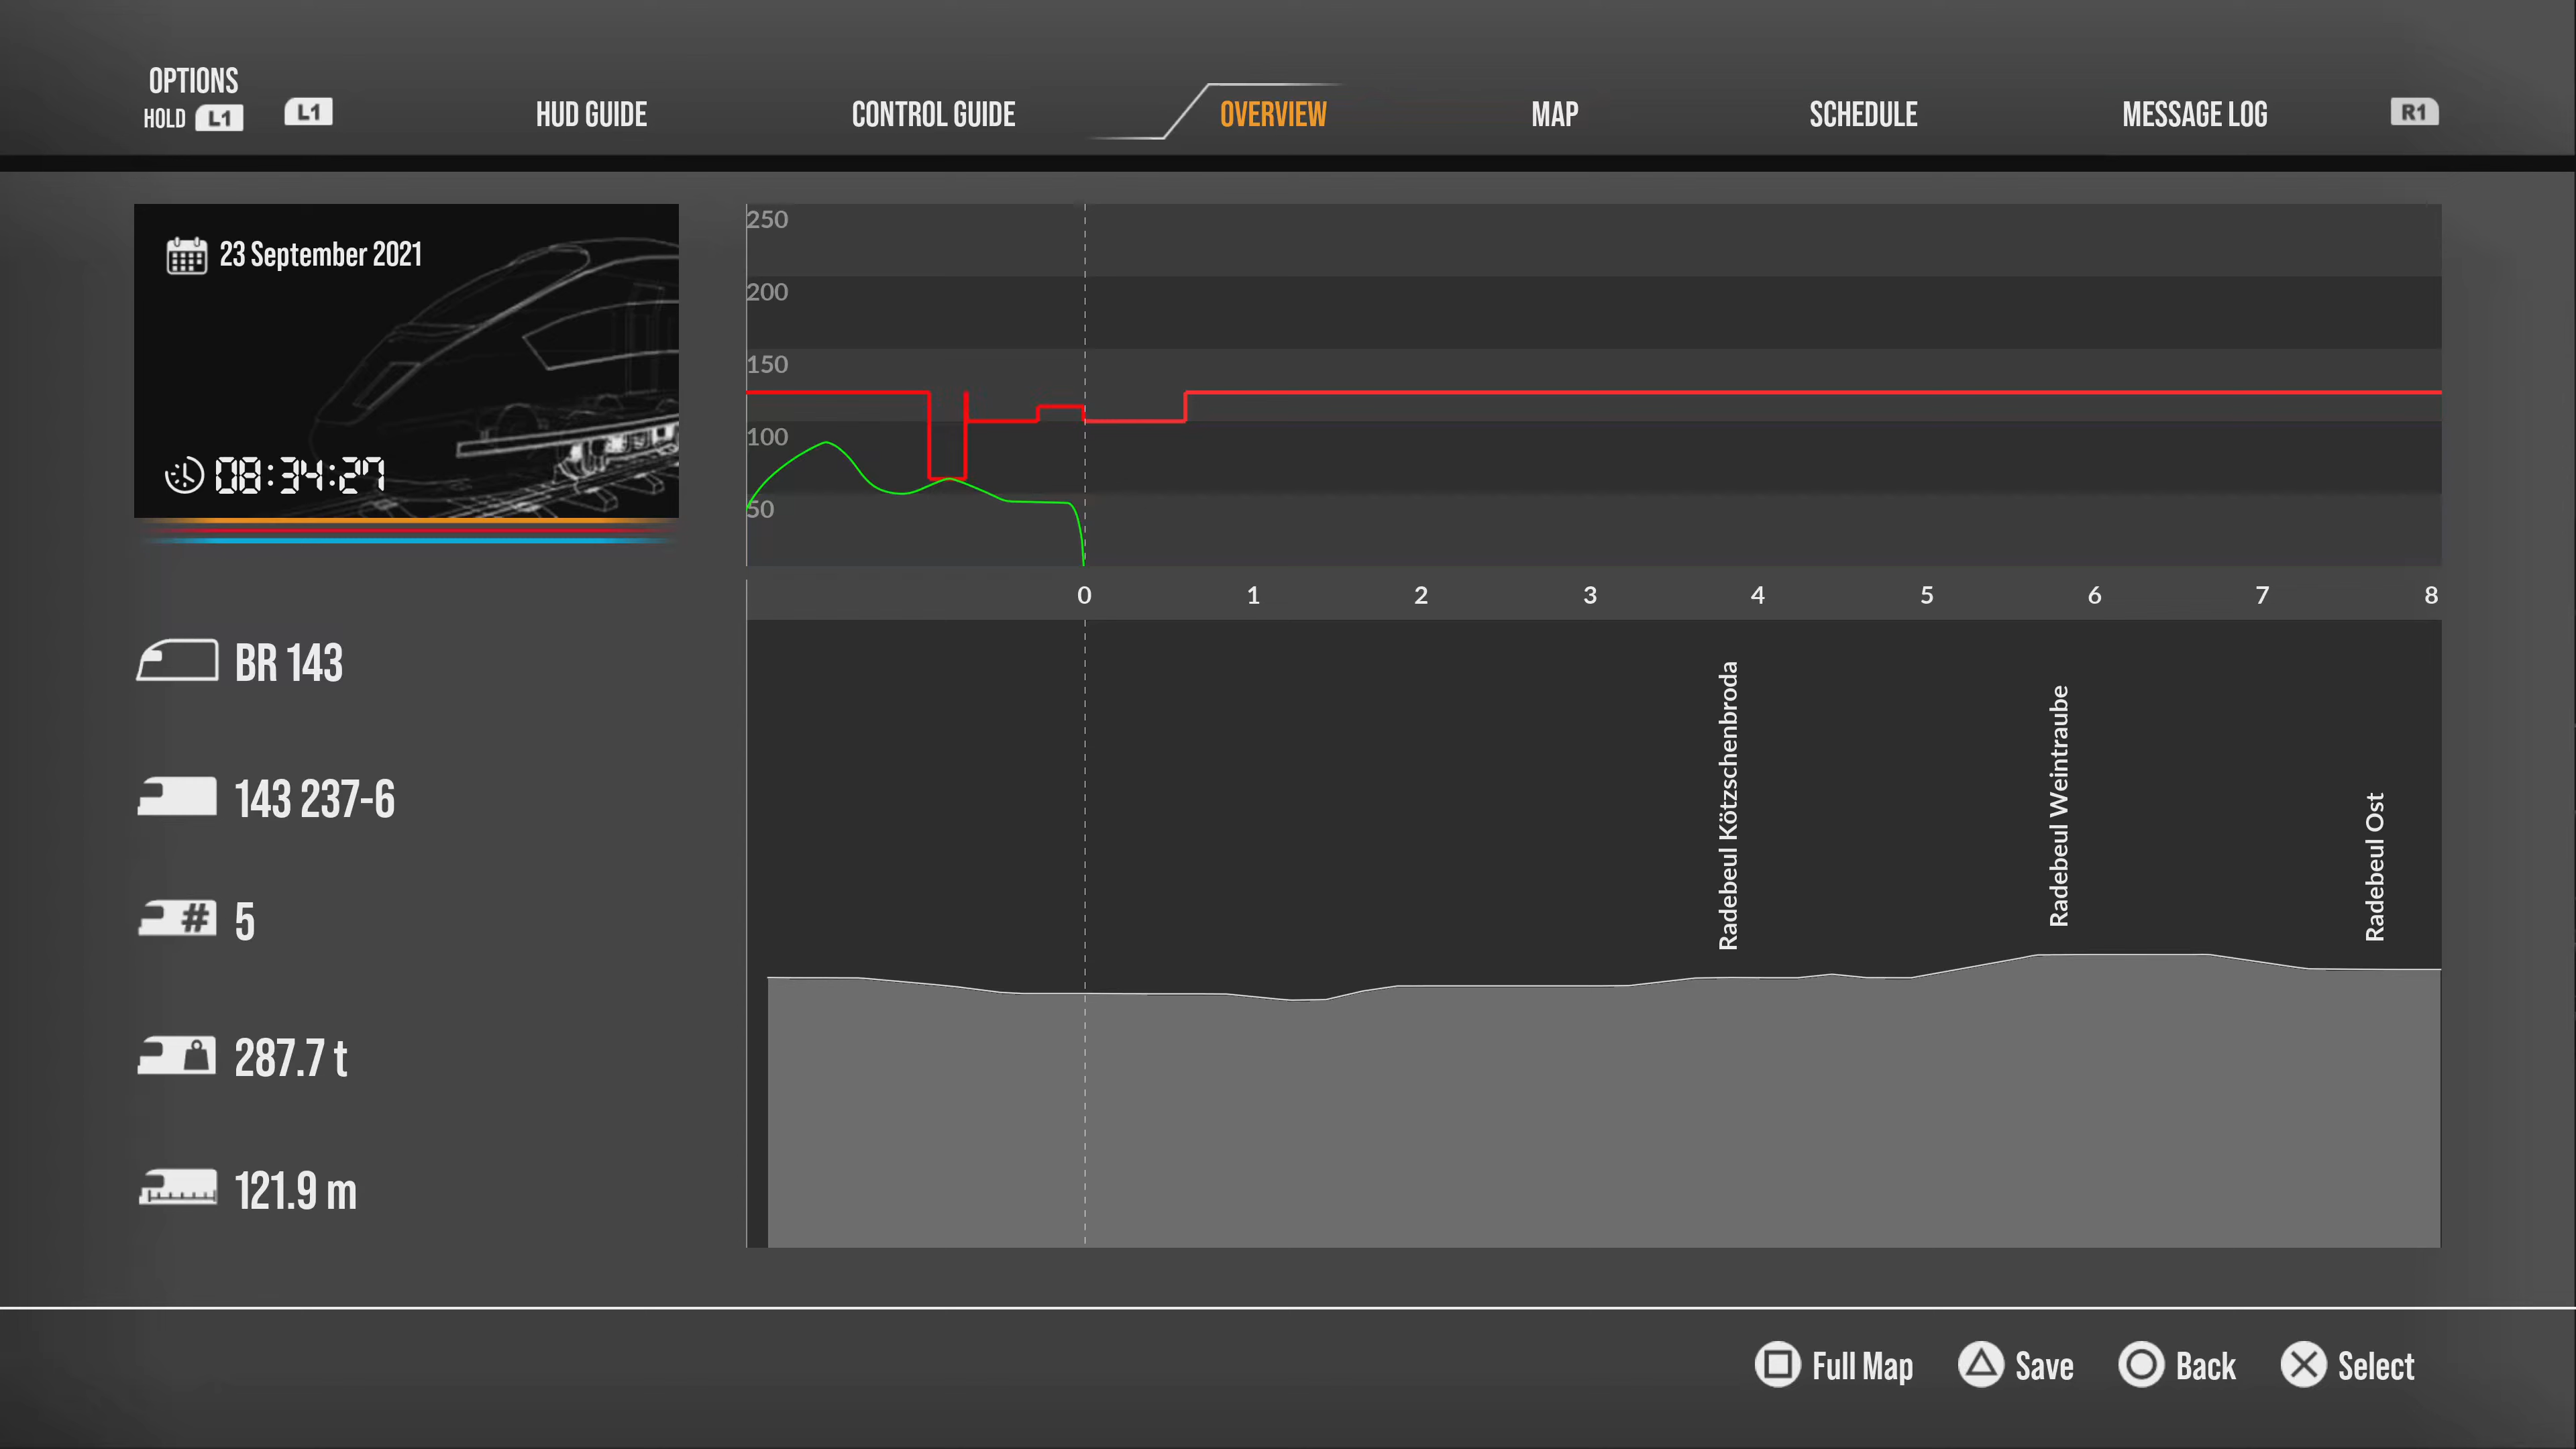 OPTIONS
HOLD L1
L1
HUD GUIDE
CONTROL GUIDE
OVERVIEW
MAP
SCHEDULE
MESSAGE LOG
R1
23 September 2021
08:34:27
BR 143
143 237-6
# 5
287.7 t
121.9 m
250
200
150
100
50
0 1 2 3 4 5 6 7 8
Radebeul Kötzschenbroda
Radebeul Weintraube
Radebeul Ost
Full Map
Save
Back
Select